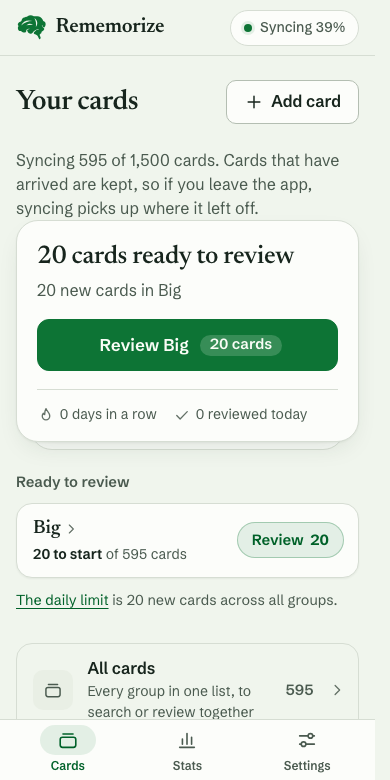 Rememorize
Syncing 39%
Your cards
Add card
Syncing 595 of 1,500 cards. Cards that have
arrived are kept, so if you leave the app,
syncing picks up where it left off.
20 cards ready to review
20 new cards in Big
Review Big 20 cards
0 days in a row
0 reviewed today
Ready to review
Big
20 to start of 595 cards
Review 20
The daily limit is 20 new cards across all groups.
All cards
Every group in one list, to
search or review together
595
Cards
Stats
Settings